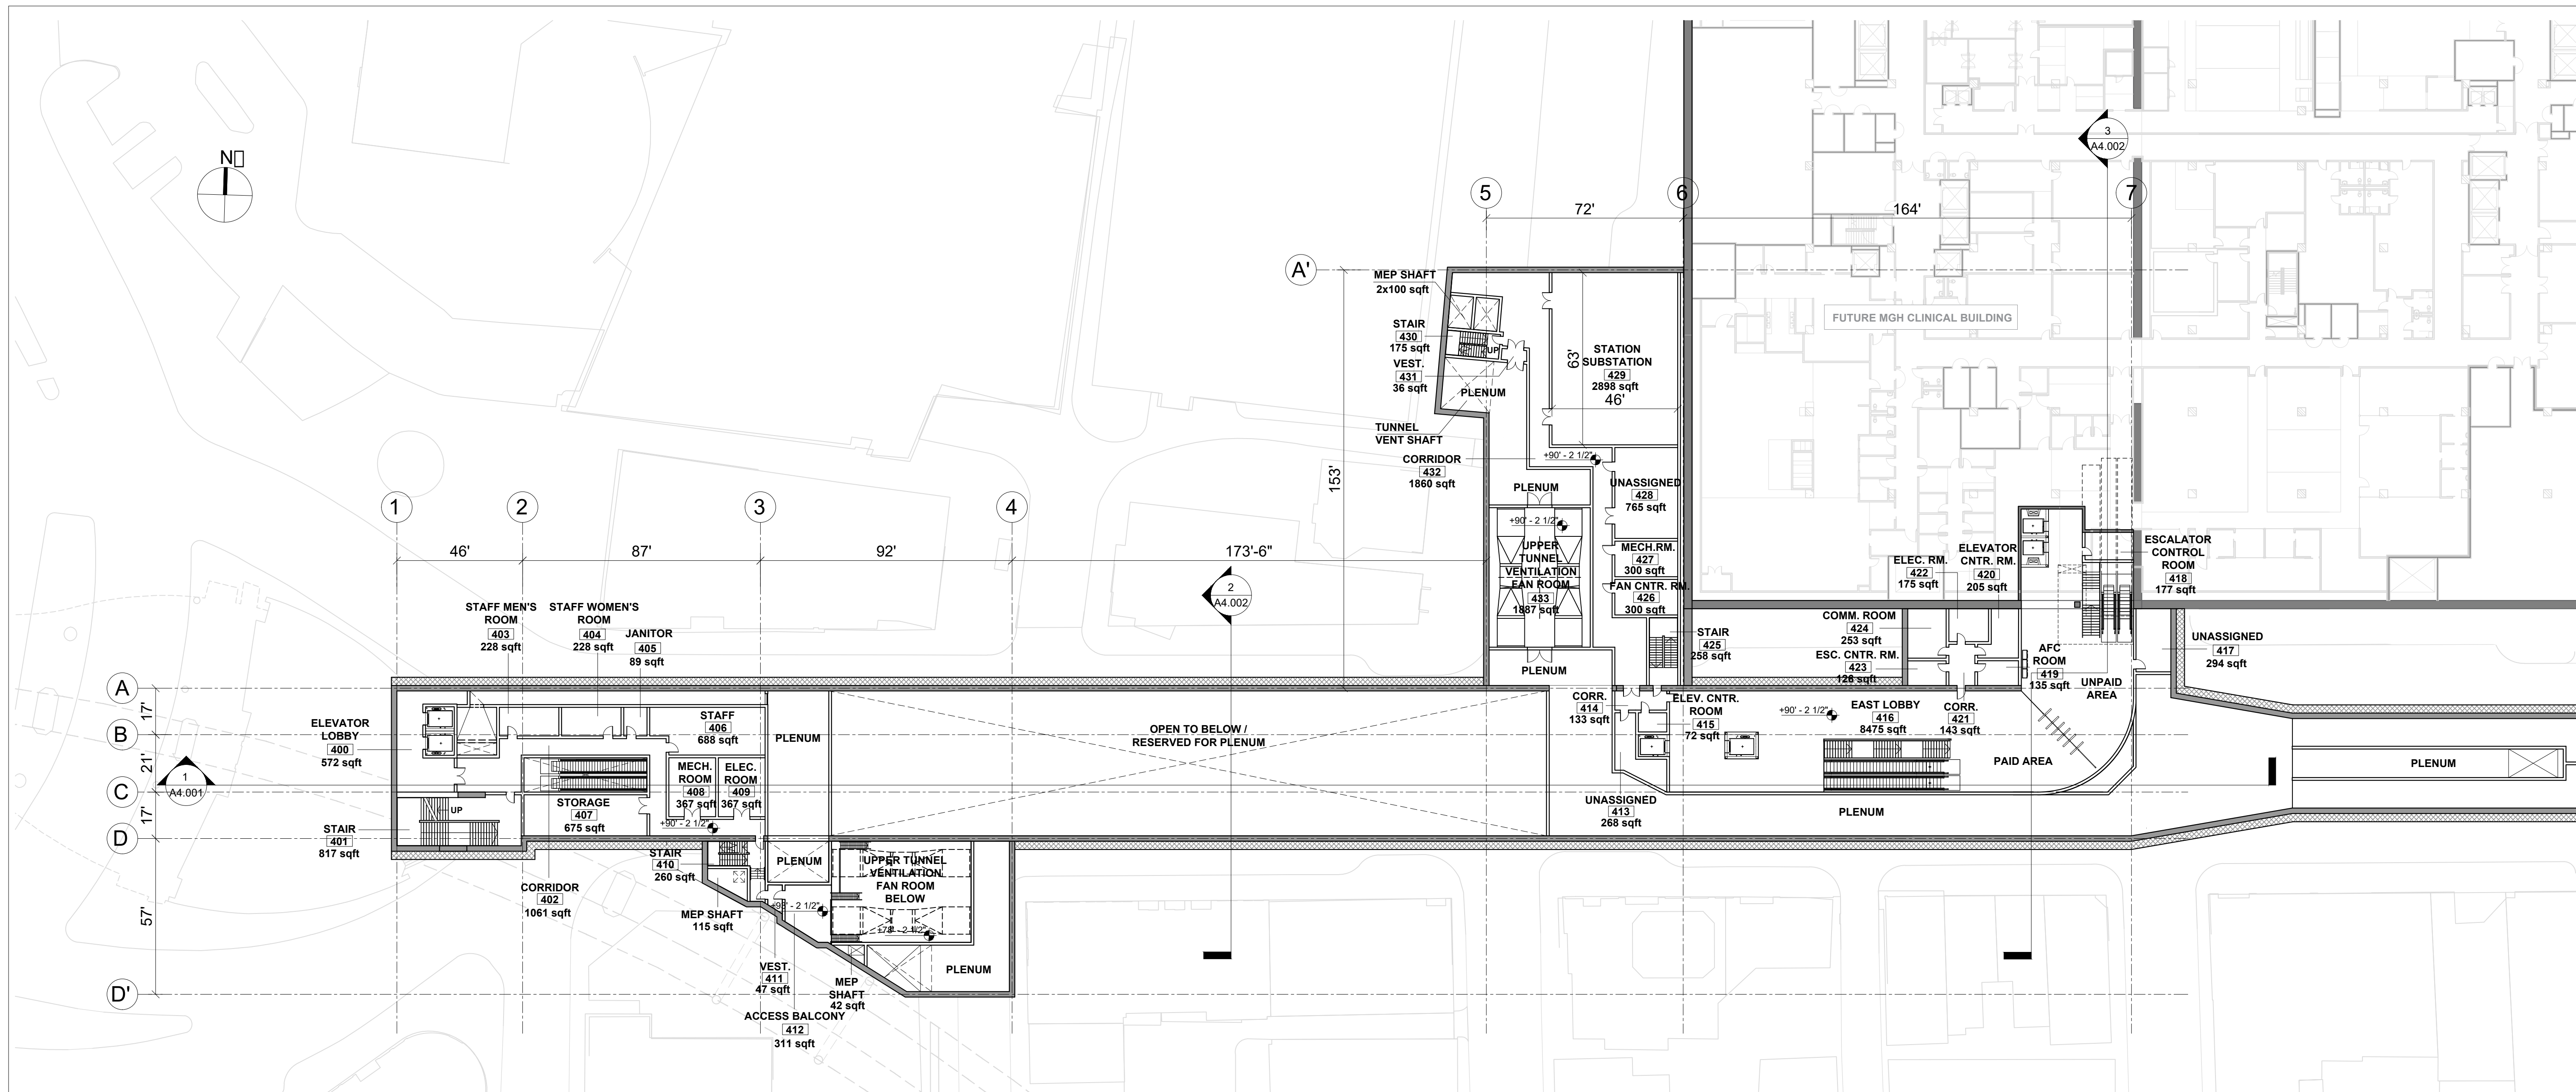 N
3
A4.002
5
6
7
72'
164'
A'
MEP SHAFT
2x100 sqft
FUTURE MGH CLINICAL BUILDING
STAIR
430
175 sqft
UP
VEST.
431
36 sqft
PLENUM
STATION
SUBSTATION
429
2898 sqft
63'
46'
TUNNEL
VENT SHAFT
CORRIDOR
432
1860 sqft
+90' - 2 1/2"
153'
PLENUM
UNASSIGNED
428
765 sqft
+90' - 2 1/2"
1
2
3
4
46'
87'
92'
173'-6"
UPPER
TUNNEL
VENTILATION
FAN ROOM
433
1887 sqft
MECH.RM.
427
300 sqft
FAN CNTR. RM.
426
300 sqft
ELEC. RM.
422
175 sqft
ELEVATOR
CNTR. RM.
420
205 sqft
ESCALATOR
CONTROL
ROOM
418
177 sqft
2
A4.002
STAFF MEN'S
ROOM
403
228 sqft
STAFF WOMEN'S
ROOM
404
228 sqft
JANITOR
405
89 sqft
STAIR
425
258 sqft
COMM. ROOM
424
253 sqft
ESC. CNTR. RM.
423
126 sqft
AFC
ROOM
419
135 sqft
UNASSIGNED
417
294 sqft
PLENUM
UNPAID
AREA
A
17'
B
21'
C
17'
D
57'
D'
ELEVATOR
LOBBY
400
572 sqft
STAFF
406
688 sqft
PLENUM
OPEN TO BELOW /
RESERVED FOR PLENUM
CORR.
414
133 sqft
ELEV. CNTR.
ROOM
415
72 sqft
+90' - 2 1/2"
EAST LOBBY
416
8475 sqft
CORR.
421
143 sqft
PAID AREA
PLENUM
1
A4.001
MECH.
ROOM
408
367 sqft
ELEC.
ROOM
409
367 sqft
STORAGE
407
675 sqft
UP
+90' - 2 1/2"
UNASSIGNED
413
268 sqft
PLENUM
STAIR
401
817 sqft
STAIR
410
260 sqft
PLENUM
UPPER TUNNEL
VENTILATION
FAN ROOM
BELOW
CORRIDOR
402
1061 sqft
MEP SHAFT
115 sqft
PLENUM
VEST.
411
47 sqft
MEP
SHAFT
42 sqft
ACCESS BALCONY
412
311 sqft